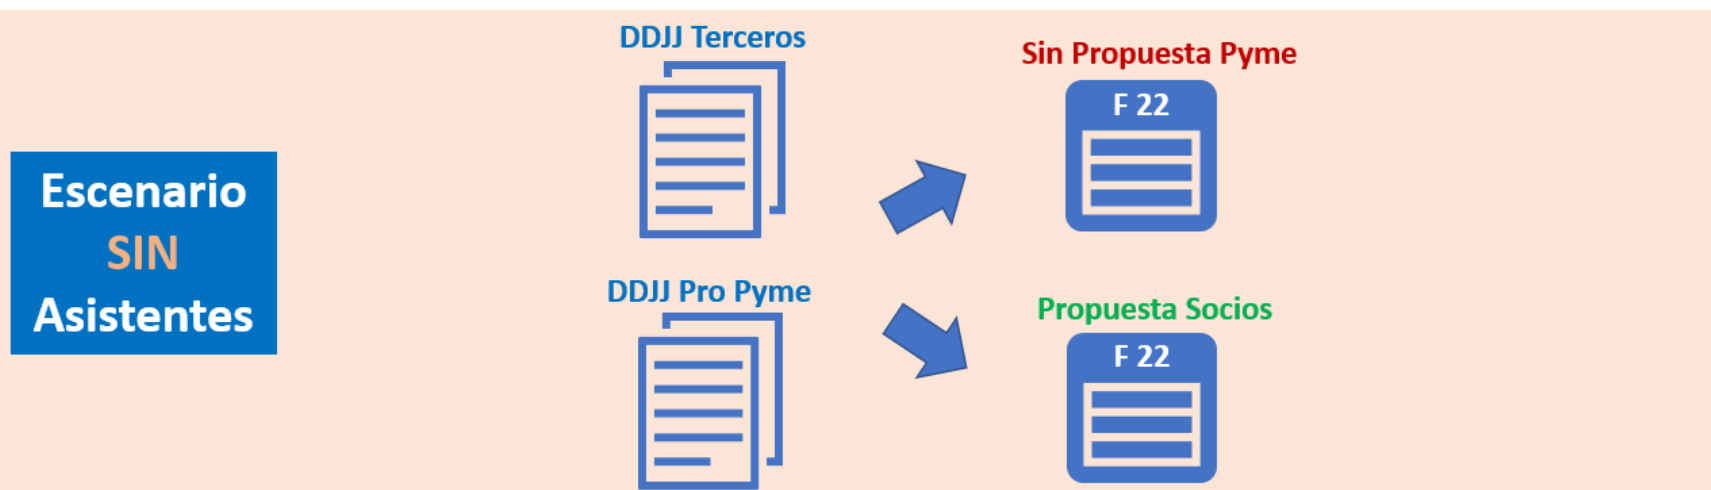 Escenario
SIN
Asistentes
DDJJ Terceros
DDJJ Pro Pyme
Sin Propuesta Pyme
F 22
Propuesta Socios
F 22